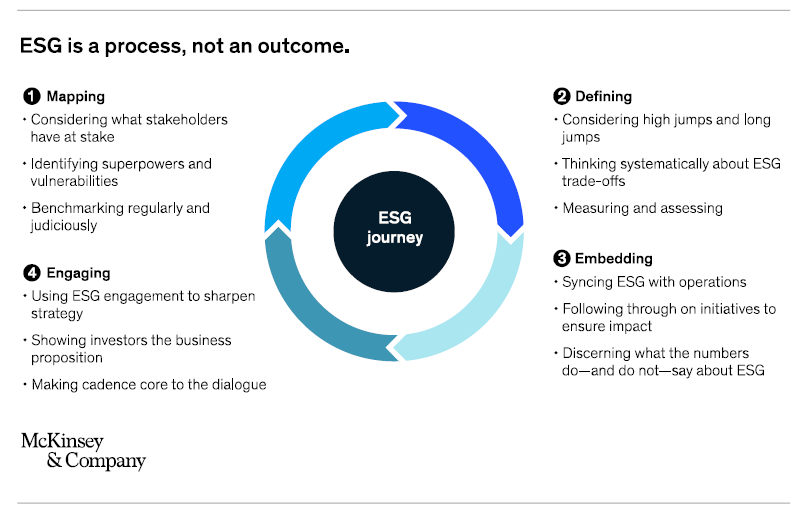 ESG is a process, not an outcome.
1 Mapping
· Considering what stakeholders
have at stake
· Identifying superpowers and
vulnerabilities
· Benchmarking regularly and
judiciously
2 Defining
· Considering high jumps and long
jumps
· Thinking systematically about ESG
trade-offs
· Measuring and assessing
ESG
journey
3 Embedding
· Syncing ESG with operations
· Following through on initiatives to
ensure impact
· Discerning what the numbers
do—and do not—say about ESG
4 Engaging
· Using ESG engagement to sharpen
strategy
· Showing investors the business
proposition
· Making cadence core to the dialogue
McKinsey
& Company